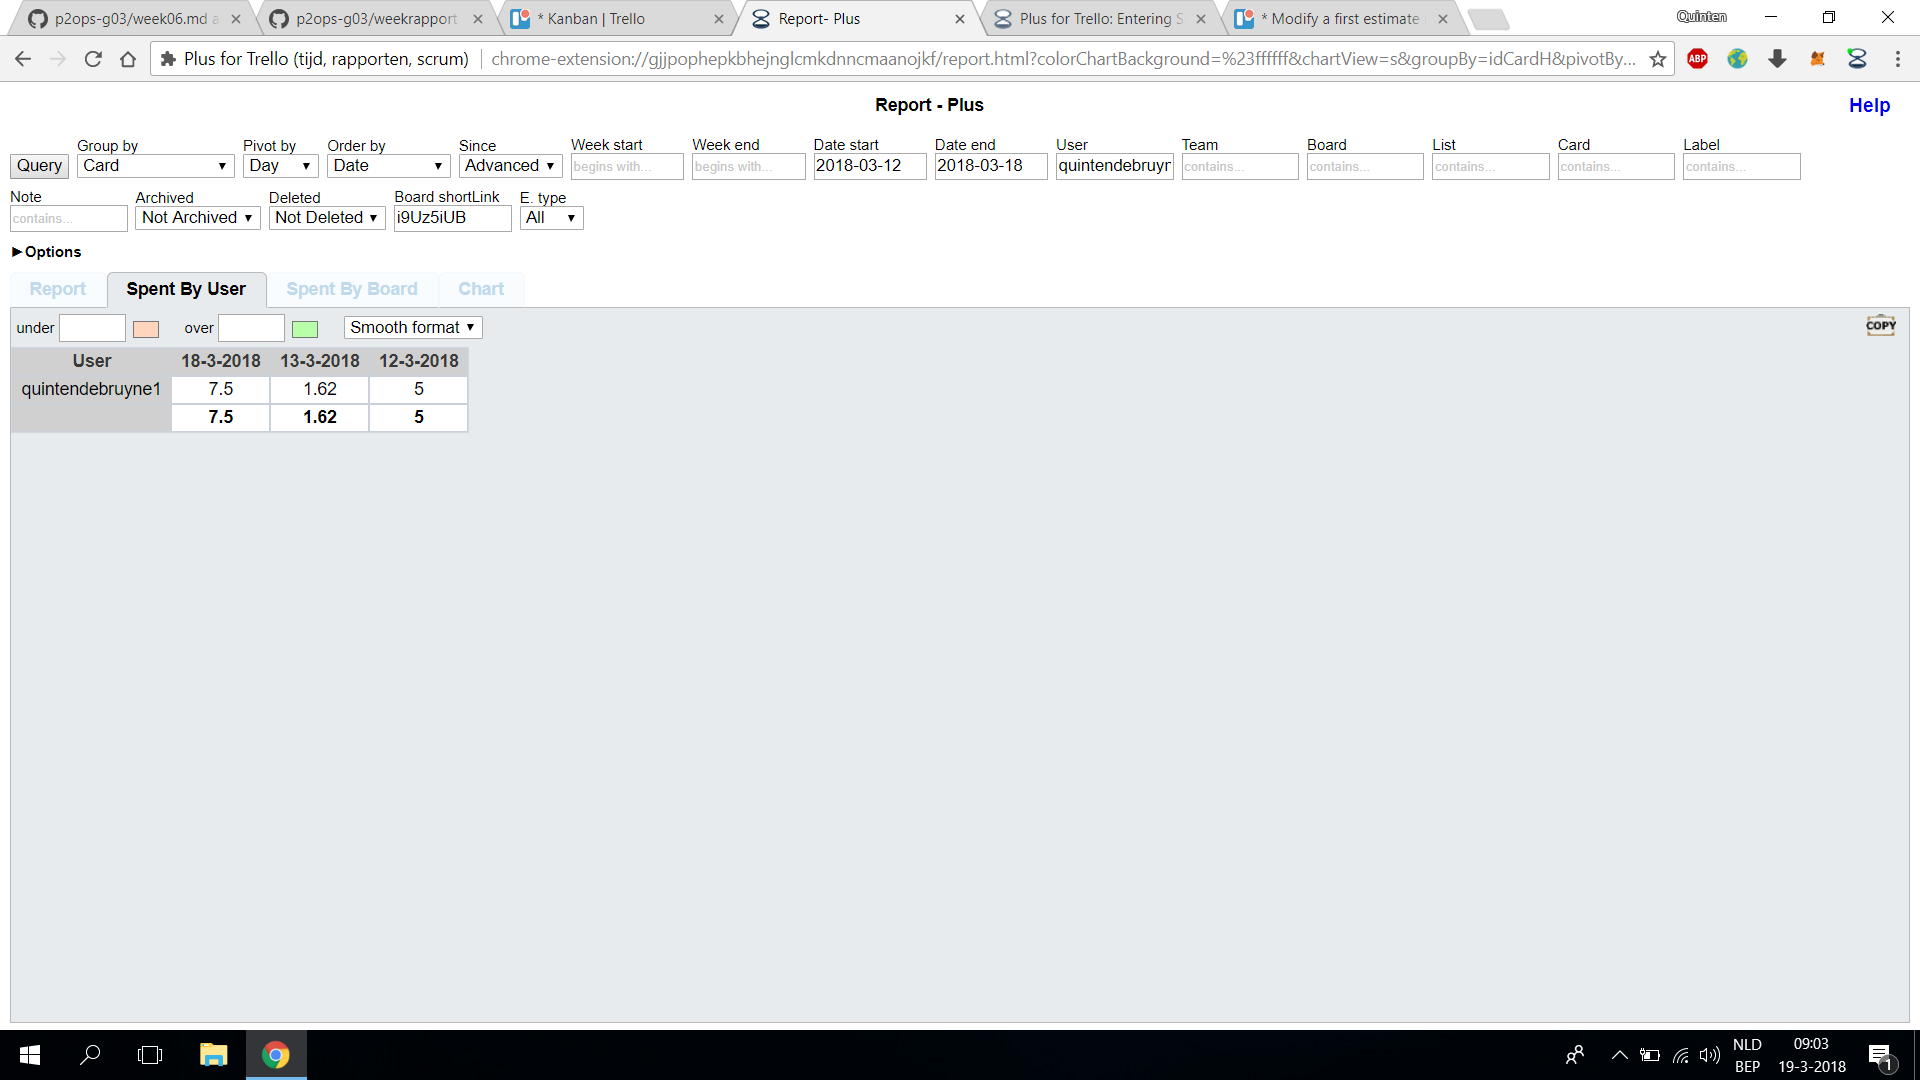 p2ops-g03/week06.md a
p2ops-g03/weekrapport
* Kanban | Trello
Report- Plus
Plus for Trello: Entering S
* Modify a first estimate
Quinten
Plus for Trello (tijd, rapporten, scrum)
chrome-extension://gjjpophepkbhejnglcmkdnncmaanojkf/report.html?colorChartBackground=%23ffffff&chartView=s&groupBy=idCardH&pivotBy...
ABP
Report - Plus
Help
Group by Pivot by Order by Since Week start Week end Date start Date end User Team Board List Card Label
Query Card Day Date Advanced begins with... begins with... 2018-03-12 2018-03-18 quintendebruyn contains... contains... contains... contains... contains...
Note Archived Deleted Board shortLink E. type
contains... Not Archived Not Deleted i9Uz5iUB All
Options
Report Spent By User Spent By Board Chart
under over Smooth format
COPY
User 18-3-2018 13-3-2018 12-3-2018
quintendebruyne1 7.5 1.62 5
7.5 1.62 5
NLD 09:03
BEP 19-3-2018
1